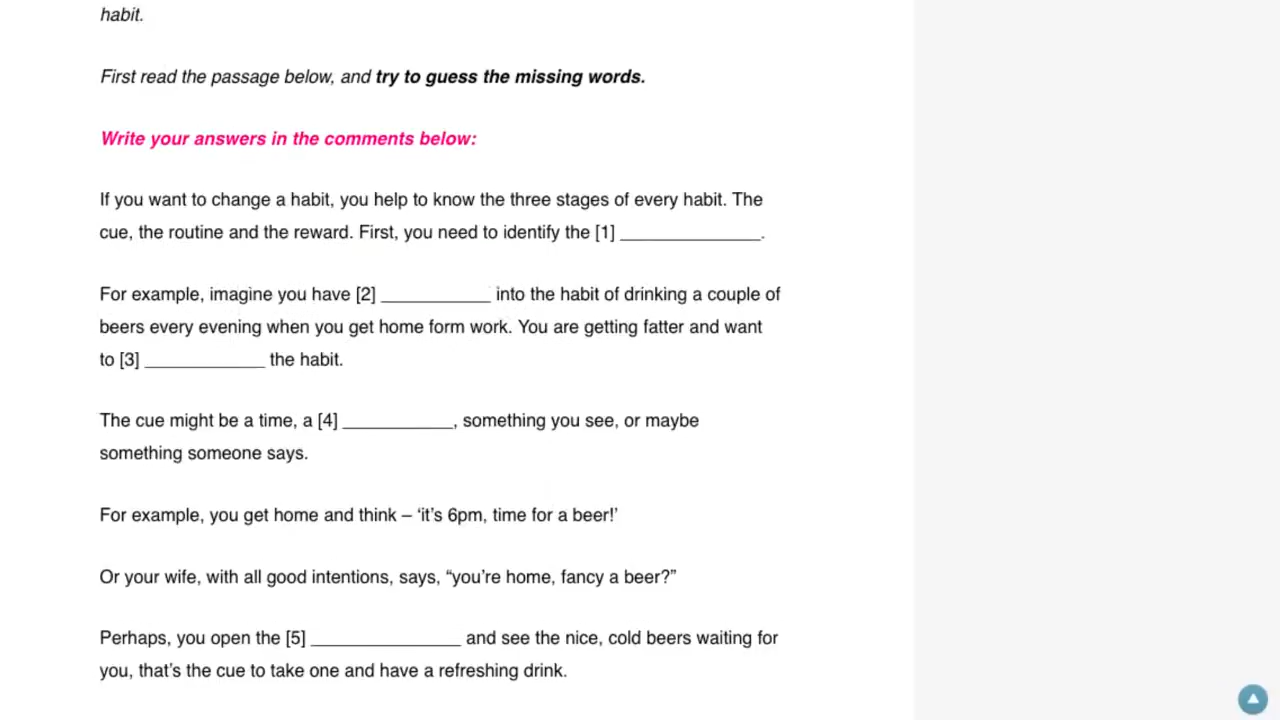 habit.
First read the passage below, and try to guess the missing words.
Write your answers in the comments below:
If you want to change a habit, you help to know the three stages of every habit. The
cue, the routine and the reward. First, you need to identify the [1] ______________.
For example, imagine you have [2] ___________ into the habit of drinking a couple of
beers every evening when you get home form work. You are getting fatter and want
to [3] ____________ the habit.
The cue might be a time, a [4] ___________, something you see, or maybe
something someone says.
For example, you get home and think – ‘it’s 6pm, time for a beer!’
Or your wife, with all good intentions, says, “you’re home, fancy a beer?”
Perhaps, you open the [5] _______________ and see the nice, cold beers waiting for
you, that’s the cue to take one and have a refreshing drink.